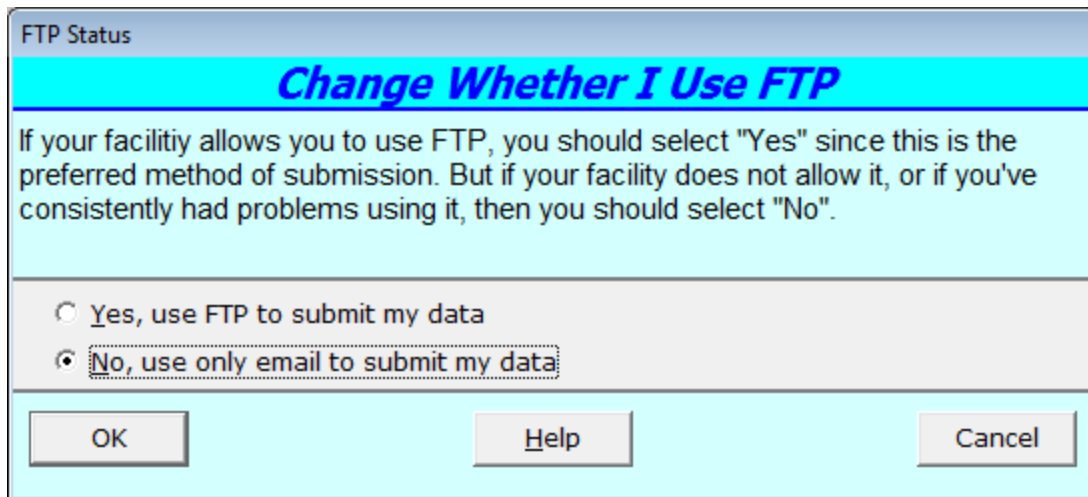 FTP Status
Change Whether I Use FTP
If your facilitiy allows you to use FTP, you should select "Yes" since this is the
preferred method of submission. But if your facility does not allow it, or if you've
consistently had problems using it, then you should select "No".
Yes, use FTP to submit my data
No, use only email to submit my data
OK Help Cancel